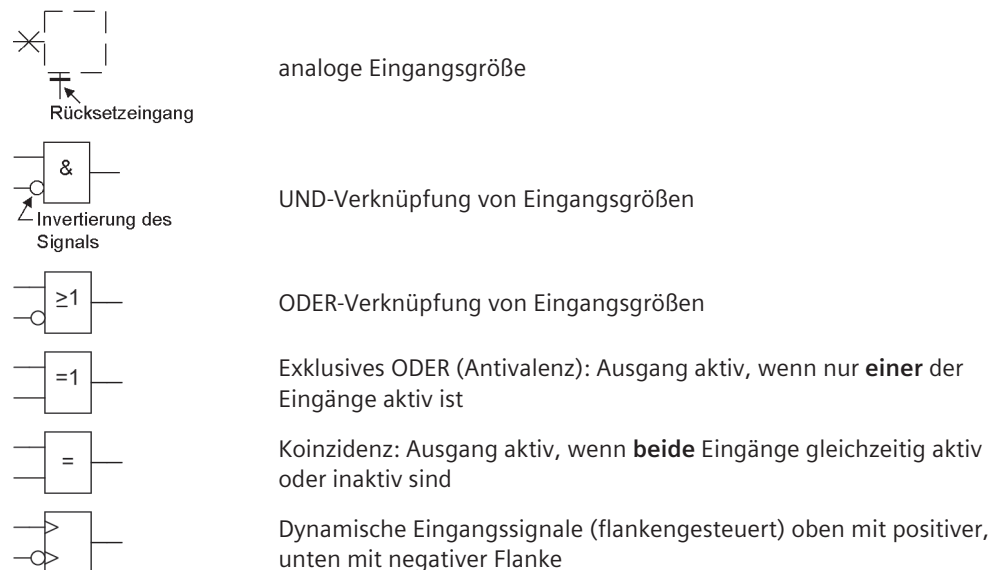 analoge Eingangsgröße
Rücksetzeingang
&
UND-Verknüpfung von Eingangsgrößen
Invertierung des
Signals
≥1
ODER-Verknüpfung von Eingangsgrößen
=1
Exklusives ODER (Antivalenz): Ausgang aktiv, wenn nur einer der
Eingänge aktiv ist
=
Koinzidenz: Ausgang aktiv, wenn beide Eingänge gleichzeitig aktiv
oder inaktiv sind
Dynamische Eingangssignale (flankengesteuert) oben mit positiver,
unten mit negativer Flanke